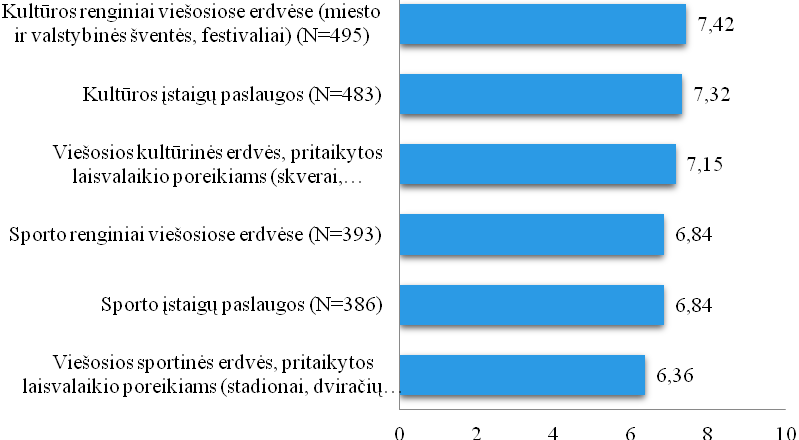 Kultūros renginiai viešosiose erdvėse (miesto
ir valstybinės šventės, festivaliai) (N=495)
7,42
Kultūros įstaigų paslaugos (N=483)
7,32
Viešosios kultūrinės erdvės, pritaikytos
laisvalaikio poreikiams (skverai,…
7,15
Sporto renginiai viešosiose erdvėse (N=393)
6,84
Sporto įstaigų paslaugos (N=386)
6,84
Viešosios sportinės erdvės, pritaikytos
laisvalaikio poreikiams (stadionai, dviračių…
6,36
0 2 4 6 8 10